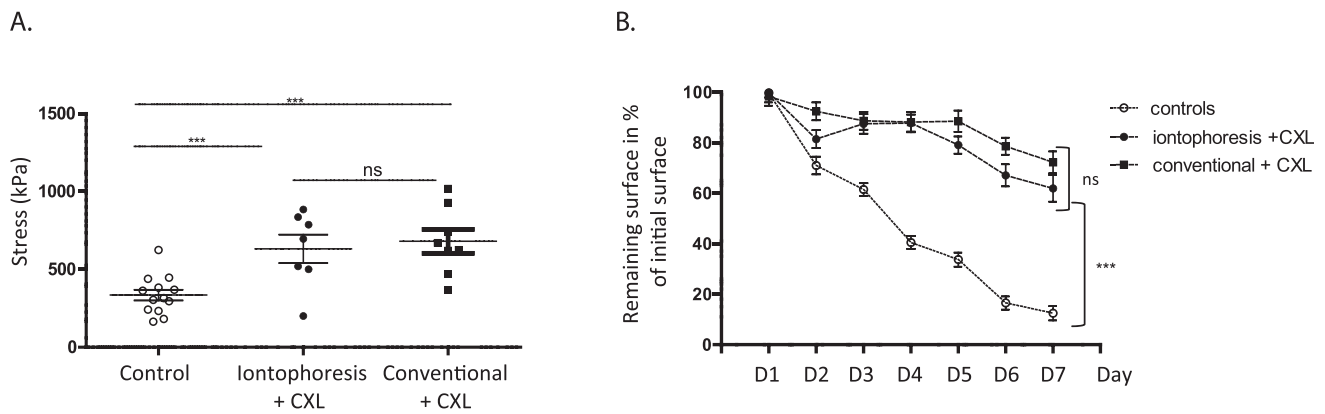 A.
***
***
ns
1500
1000
500
0
Stress (kPa)
Control
Iontophoresis
+ CXL
Conventional
+ CXL
B.
100
80
60
40
20
0
Remaining surface in %
of initial surface
D1 D2 D3 D4 D5 D6 D7 Day
controls
iontophoresis +CXL
conventional + CXL
ns
***